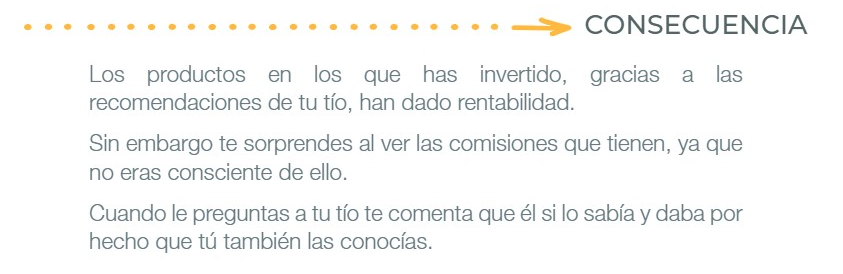 CONSECUENCIA
Los productos en los que has invertido, gracias a las
recomendaciones de tu tío, han dado rentabilidad.
Sin embargo te sorprendes al ver las comisiones que tienen, ya que
no eras consciente de ello.
Cuando le preguntas a tu tío te comenta que él si lo sabía y daba por
hecho que tú también las conocías.